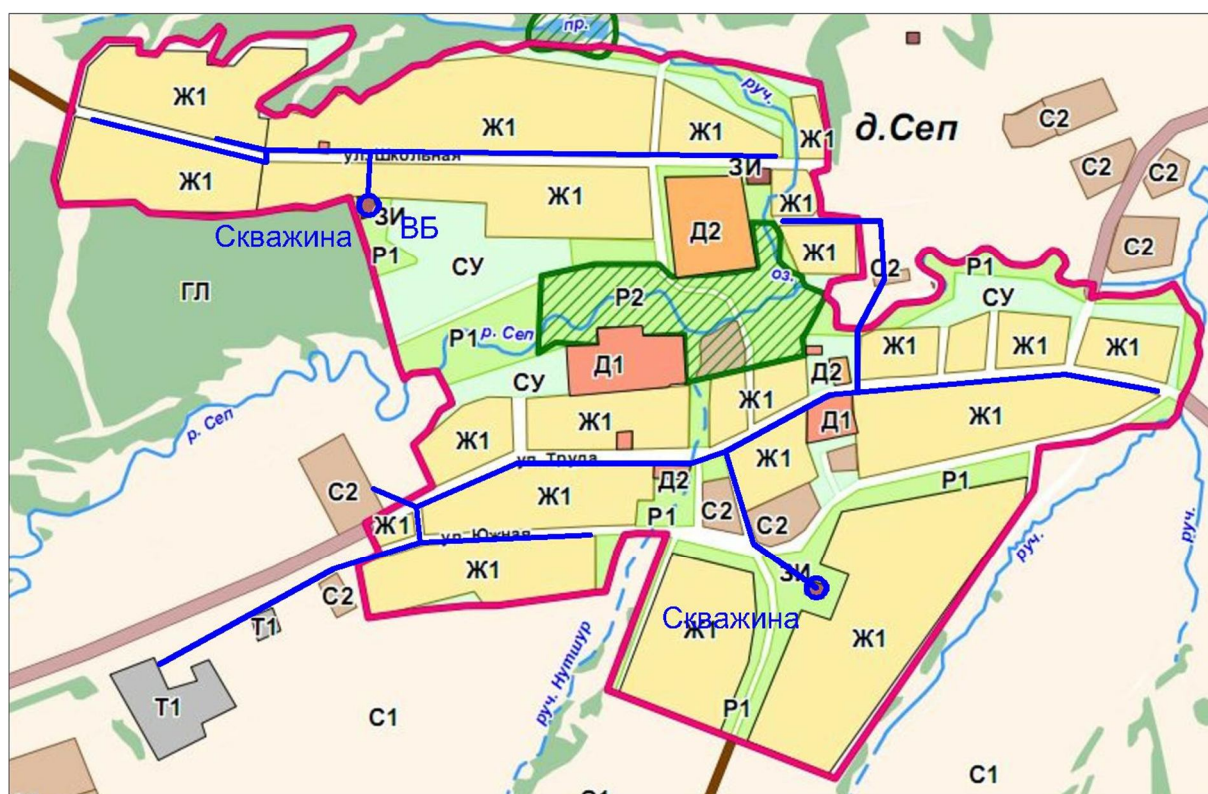 пр.
руч.
Ж1
Ж1
Ж1
Ж1
д.Сеп
С2
С2
С2
ул. Школьная
ЗИ
Ж1
Ж1
Ж1
ЗИ
ВБ
Скважина
Д2
Ж1
С2
Р1
СУ
оз.
С2
Р1
ГЛ
Р2
СУ
Р1
р. Сеп
Ж1
Ж1
Ж1
Д1
Д2
СУ
Ж1
р. Сеп
Ж1
Ж1
Д1
Ж1
ул. Труда
Ж1
Д2
Р1
С2
Ж1
Р1
С2
С2
Ж1
ул. Южная
руч.
руч.
Ж1
ЗИ
С2
Скважина
Т1
Ж1
Ж1
руч. Нутшур
Т1
С1
Р1
С1
С1